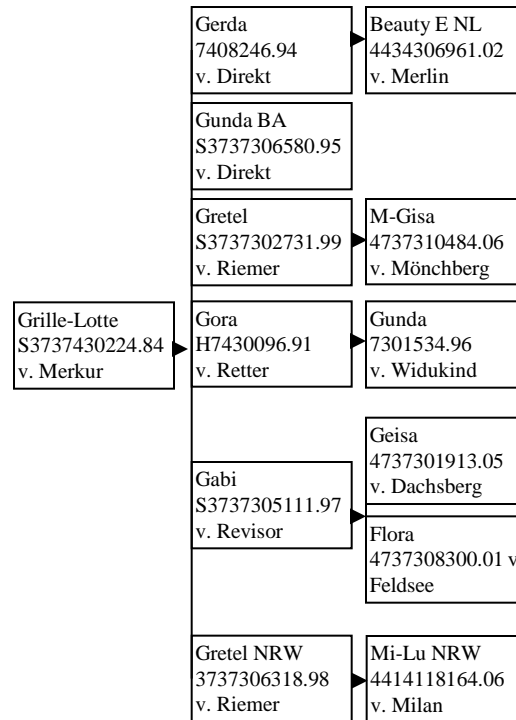 Gerda
7408246.94
v. Direkt
Beauty E NL
4434306961.02
v. Merlin
Gunda BA
S3737306580.95
v. Direkt
Gretel
S3737302731.99
v. Riemer
M-Gisa
4737310484.06
v. Mönchberg
Grille-Lotte
S3737430224.84
v. Merkur
Gora
H7430096.91
v. Retter
Gunda
7301534.96
v. Widukind
Gabi
S3737305111.97
v. Revisor
Geisa
4737301913.05
v. Dachsberg
Flora
4737308300.01 v
Feldsee
Gretel NRW
3737306318.98
v. Riemer
Mi-Lu NRW
4414118164.06
v. Milan